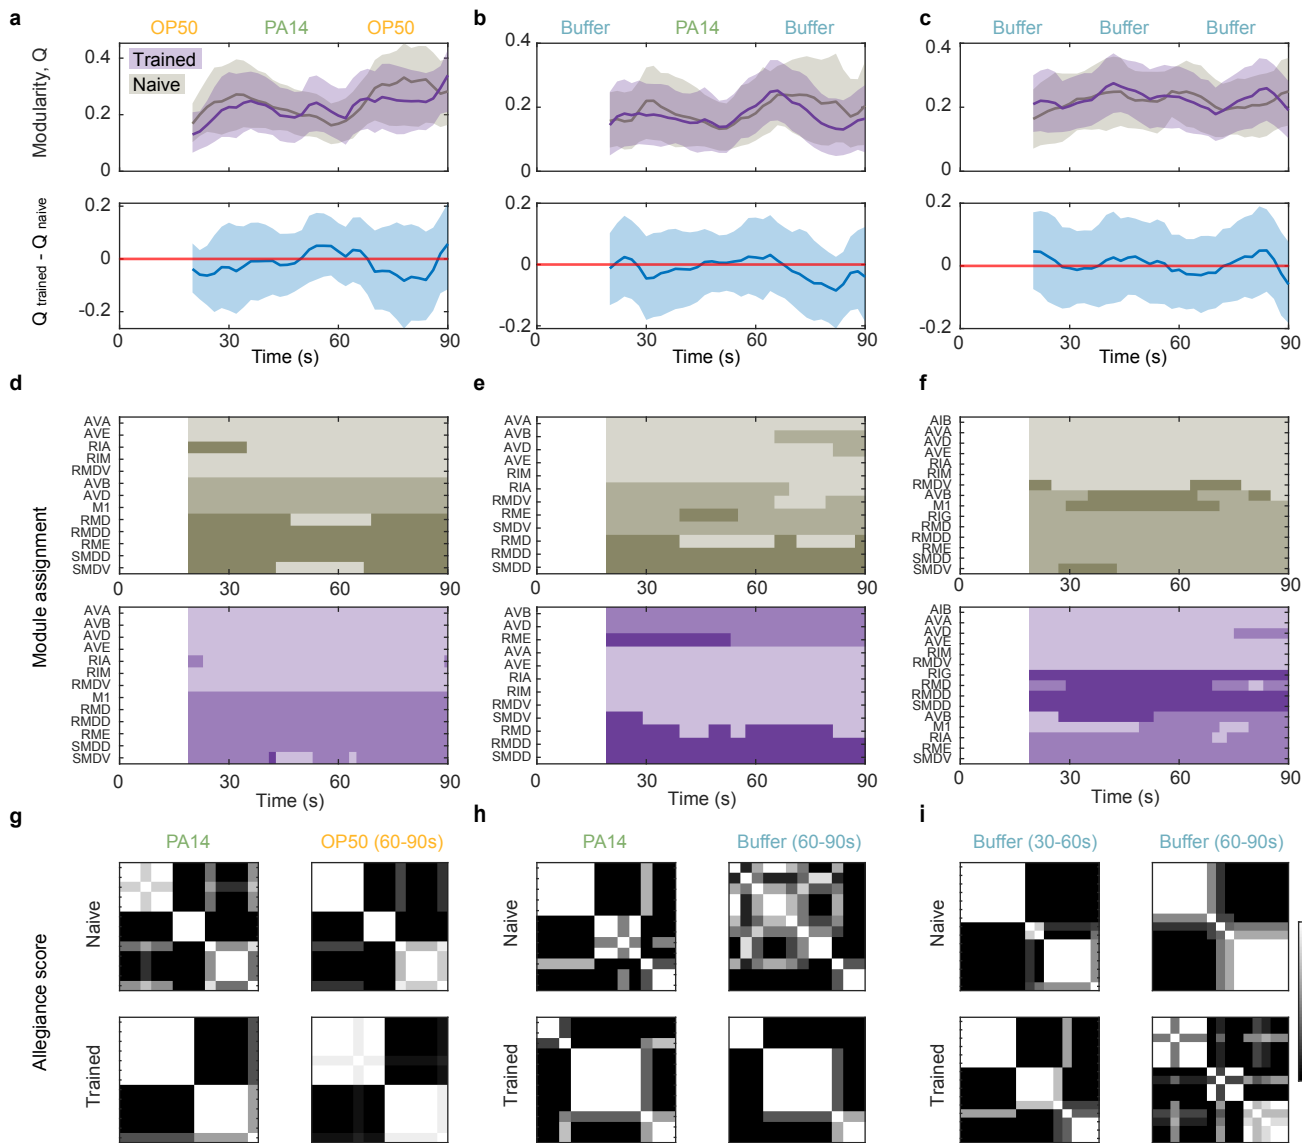 a
OP50 PA14 OP50
b
Buffer PA14 Buffer
c
Buffer Buffer Buffer
Modularity, Q
Trained
Naive
0.4
0.2
0
0.4
0.2
0
0.4
0.2
0
Q trained - Q naive
0.2
0
-0.2
0 30 60 90
Time (s)
0.2
0
-0.2
0 30 60 90
Time (s)
0.2
0
-0.2
0 30 60 90
Time (s)
d
e
f
Module assignment
AVA
AVE
RIA
RIM
RMDV
AVB
AVD
M1
RMD
RMDD
RME
SMDD
SMDV
0 30 60 90
AVA
AVB
AVD
AVE
RIM
RIA
RMDV
RME
SMDV
RMD
RMDD
SMDD
0 30 60 90
AIB
AVA
AVD
AVE
RIA
RIM
RMDV
AVB
M1
RIG
RMD
RMDD
RME
SMDD
SMDV
0 30 60 90
AVA
AVB
AVD
AVE
RIA
RIM
RMDV
M1
RMD
RMDD
RME
SMDD
SMDV
0 30 60 90
Time (s)
AVB
AVD
RME
AVA
AVE
RIA
RIM
RMDV
SMDV
RMD
RMDD
SMDD
0 30 60 90
Time (s)
AIB
AVA
AVD
AVE
RIM
RMDV
RIG
RMD
RMDD
SMDD
AVB
M1
RIA
RME
SMDV
0 30 60 90
Time (s)
g
PA14 OP50 (60-90s)
h
PA14 Buffer (60-90s)
i
Buffer (30-60s) Buffer (60-90s)
Allegiance score
Naive
Trained
Naive
Trained
Naive
Trained